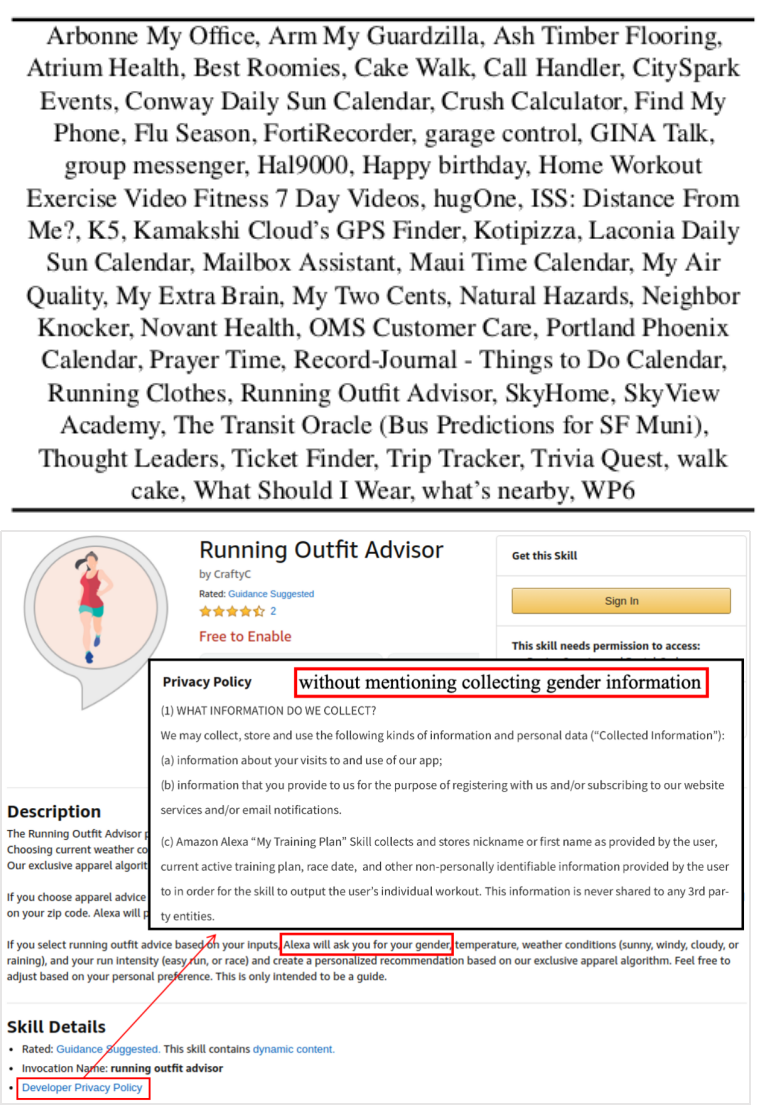 Arbonne My Office, Arm My Guardzilla, Ash Timber Flooring,
Atrium Health, Best Roomies, Cake Walk, Call Handler, CitySpark
Events, Conway Daily Sun Calendar, Crush Calculator, Find My
Phone, Flu Season, FortiRecorder, garage control, GINA Talk,
group messenger, Hal9000, Happy birthday, Home Workout
Exercise Video Fitness 7 Day Videos, hugOne, ISS: Distance From
Me?, K5, Kamakshi Cloud's GPS Finder, Kotipizza, Laconia Daily
Sun Calendar, Mailbox Assistant, Maui Time Calendar, My Air
Quality, My Extra Brain, My Two Cents, Natural Hazards, Neighbor
Knocker, Novant Health, OMS Customer Care, Portland Phoenix
Calendar, Prayer Time, Record-Journal - Things to Do Calendar,
Running Clothes, Running Outfit Advisor, SkyHome, SkyView
Academy, The Transit Oracle (Bus Predictions for SF Muni),
Thought Leaders, Ticket Finder, Trip Tracker, Trivia Quest, walk
cake, What Should I Wear, what's nearby, WP6
Running Outfit Advisor
by CraftyC
Rated: Guidance Suggested
2
Free to Enable
Get this Skill
Sign In
This skill needs permission to access:
Privacy Policy
without mentioning collecting gender information
(1) WHAT INFORMATION DO WE COLLECT?
We may collect, store and use the following kinds of information and personal data (“Collected Information”):
(a) information about your visits to and use of our app;
(b) information that you provide to us for the purpose of registering with us and/or subscribing to our website
services and/or email notifications.
(c) Amazon Alexa “My Training Plan” Skill collects and stores nickname or first name as provided by the user,
current active training plan, race date, and other non-personally identifiable information provided by the user
to in order for the skill to output the user's individual workout. This information is never shared to any 3rd par-
ty entities.
Description
The Running Outfit Advisor
Choosing current weather
Our exclusive apparel
If you choose apparel advice
on your zip code. Alexa will
If you select running outfit advice based on your inputs, Alexa will ask you for your gender, temperature, weather conditions (sunny, windy, cloudy, or
raining), and your run intensity (easy run, or race) and create a personalized recommendation based on our exclusive apparel algorithm. Feel free to
adjust based on your personal preference. This is only intended to be a guide.
Skill Details
• Rated: Guidance Suggested. This skill contains dynamic content.
• Invocation Name: running outfit advisor
• Developer Privacy Policy